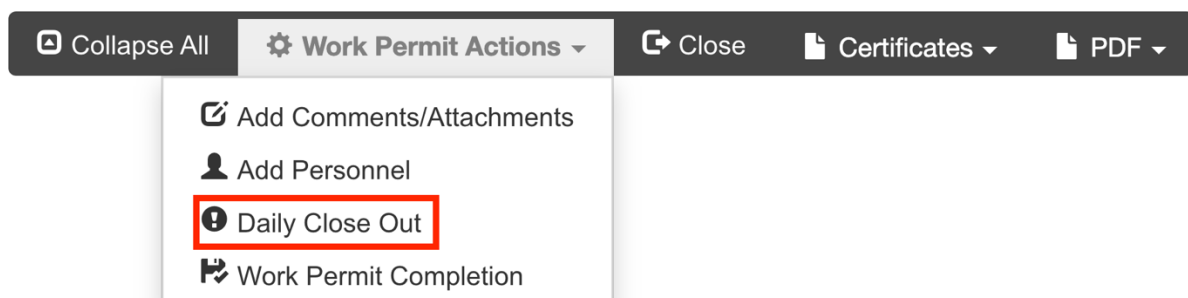 Collapse All Work Permit Actions Close Certificates PDF
Add Comments/Attachments
Add Personnel
Daily Close Out
Work Permit Completion